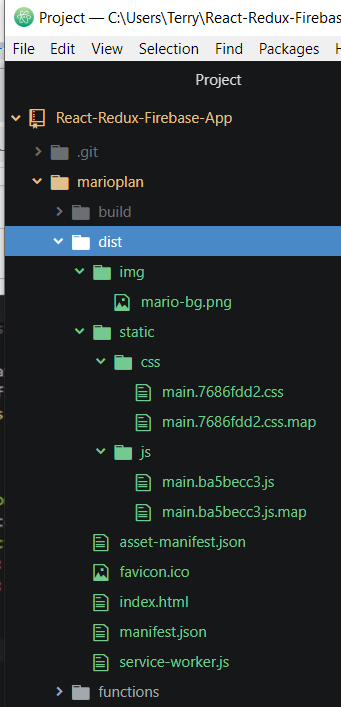 Project — C:\Users\Terry\React-Redux-Firebase
File Edit View Selection Find Packages
Project
React-Redux-Firebase-App
.git
marioplan
build
dist
img
mario-bg.png
static
css
main.7686fdd2.css
main.7686fdd2.css.map
js
main.ba5becc3.js
main.ba5becc3.js.map
asset-manifest.json
favicon.ico
index.html
manifest.json
service-worker.js
functions